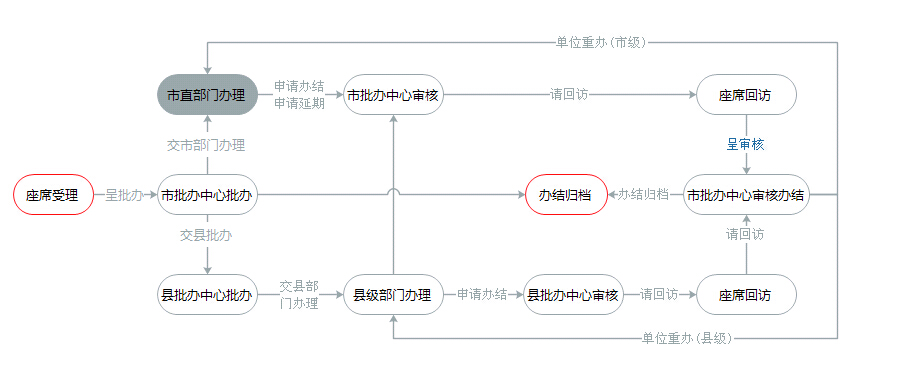 单位重办(市级)
市直部门办理
申请办结
申请延期
市批办中心审核
请回访
座席回访
交市部门办理
呈审核
座席受理
呈批办
市批办中心批办
办结归档
办结归档
市批办中心审核办结
交县批办
请回访
县批办中心批办
交县部
门办理
县级部门办理
申请办结
县批办中心审核
请回访
座席回访
单位重办(县级)